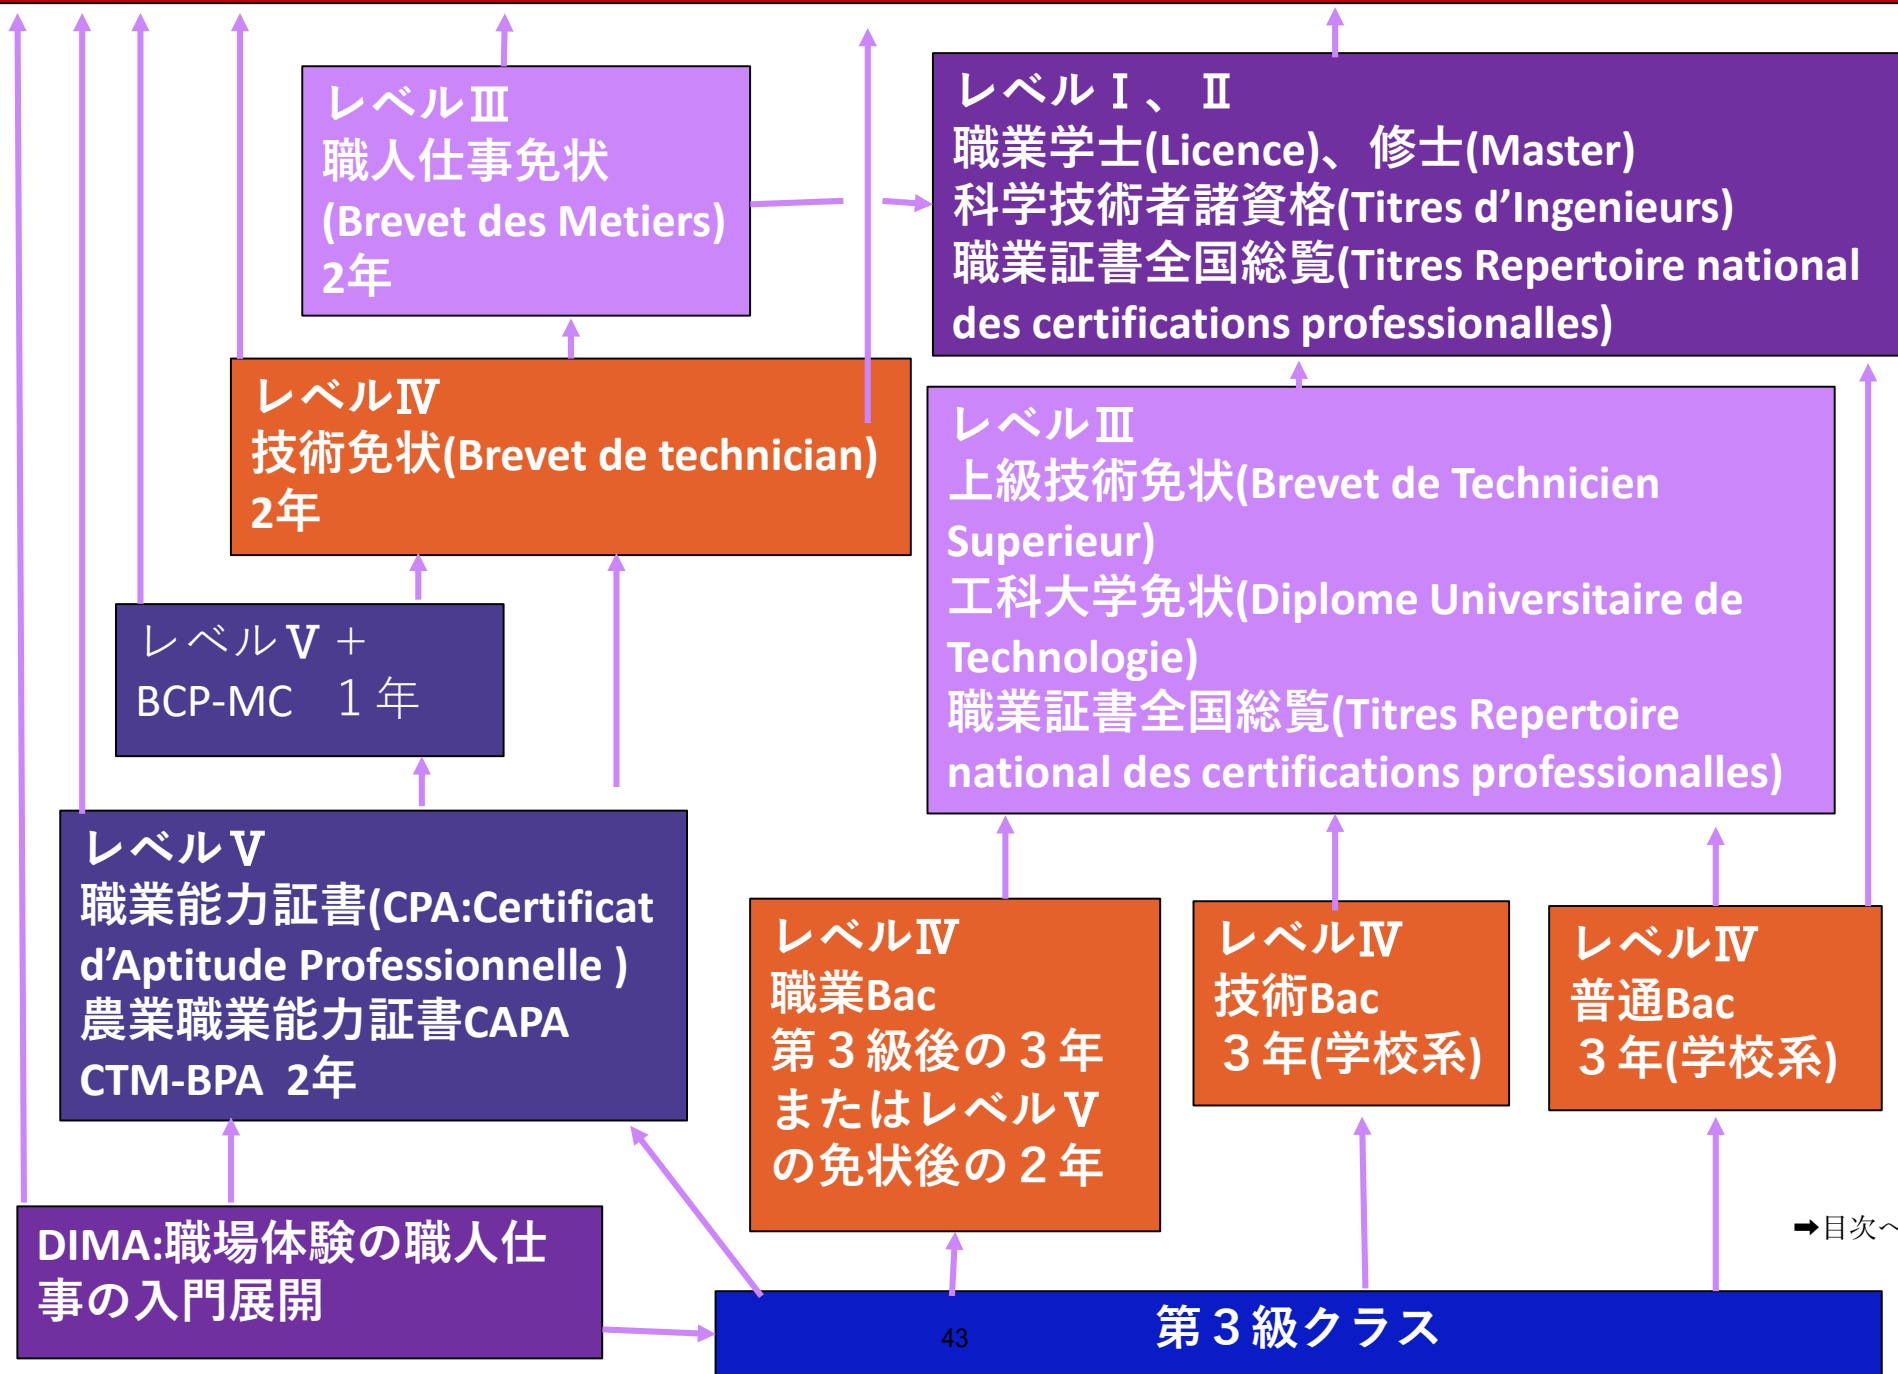 レベルⅢ
職人仕事免状
(Brevet des Metiers)
2年
レベルⅠ、Ⅱ
職業学士(Licence)、修士(Master)
科学技術者諸資格(Titres d’Ingenieurs)
職業証書全国総覧(Titres Repertoire national
des certifications professionalles)
レベルⅣ
技術免状(Brevet de technician)
2年
レベルⅢ
上級技術免状(Brevet de Technicien
Superieur)
工科大学免状(Diplome Universitaire de
Technologie)
職業証書全国総覧(Titres Repertoire
national des certifications professionalles)
レベルⅤ＋
BCP-MC　１年
レベルⅤ
職業能力証書(CPA:Certificat
d’Aptitude Professionnelle )
農業職業能力証書CAPA
CTM-BPA 2年
レベルⅣ
職業Bac
第３級後の３年
またはレベルⅤ
の免状後の２年
レベルⅣ
技術Bac
３年(学校系)
レベルⅣ
普通Bac
３年(学校系)
DIMA:職場体験の職人仕
事の入門展開
➡目次へ
第３級クラス
43